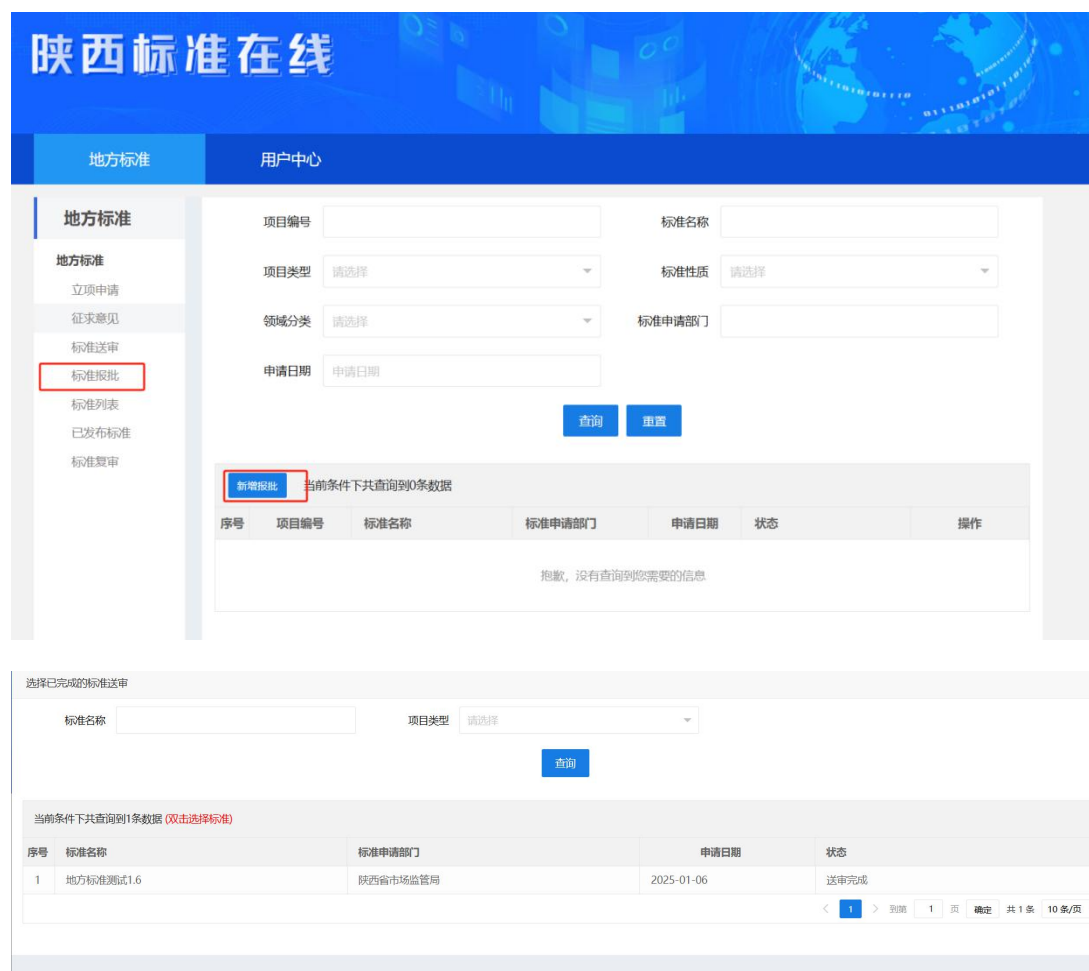 陕西标准在线
地方标准 用户中心
地方标准
地方标准
立项申请
征求意见
标准送审
标准报批
标准列表
已发布标准
标准复审
项目编号 标准名称
项目类型 请选择 标准性质 请选择
领域分类 请选择 标准申请部门
申请日期 申请日期
查询 重置
新增报批 当前条件下共查询到0条数据
序号 项目编号 标准名称 标准申请部门 申请日期 状态 操作
抱歉，没有查询到您需要的信息
选择已完成的标准送审
标准名称 项目类型 请选择
查询
当前条件下共查询到1条数据 (双击选择标准)
序号 标准名称 标准申请部门 申请日期 状态
1 地方标准测试1.6 陕西省市场监管局 2025-01-06 送审完成
< 1 > 到第 1 页 确定 共 1 条 10 条/页